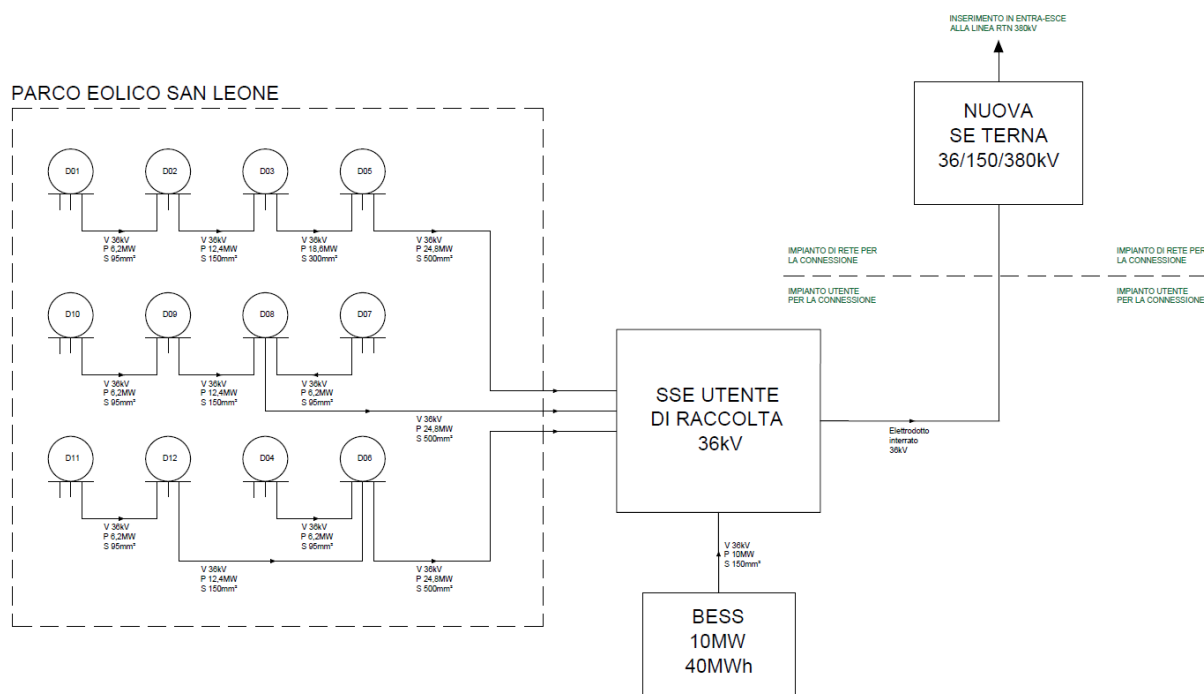 INSERIMENTO IN ENTRA-ESCE
ALLA LINEA RTN 380kV
PARCO EOLICO SAN LEONE
NUOVA
SE TERNA
36/150/380kV
D01
D02
D03
D05
V 36kV
P 6,2MW
S 95mm²
V 36kV
P 12,4MW
S 150mm²
V 36kV
P 18,6MW
S 300mm²
V 36kV
P 24,8MW
S 500mm²
IMPIANTO DI RETE PER
LA CONNESSIONE
IMPIANTO DI RETE PER
LA CONNESSIONE
IMPIANTO UTENTE
PER LA CONNESSIONE
IMPIANTO UTENTE
PER LA CONNESSIONE
D10
D09
D08
D07
V 36kV
P 6,2MW
S 95mm²
V 36kV
P 12,4MW
S 150mm²
V 36kV
P 6,2MW
S 95mm²
V 36kV
P 24,8MW
S 500mm²
SSE UTENTE
DI RACCOLTA
36kV
Elettrodotto
interrato
36kV
D11
D12
D04
D06
V 36kV
P 6,2MW
S 95mm²
V 36kV
P 6,2MW
S 95mm²
V 36kV
P 12,4MW
S 150mm²
V 36kV
P 24,8MW
S 500mm²
V 36kV
P 10MW
S 150mm²
BESS
10MW
40MWh